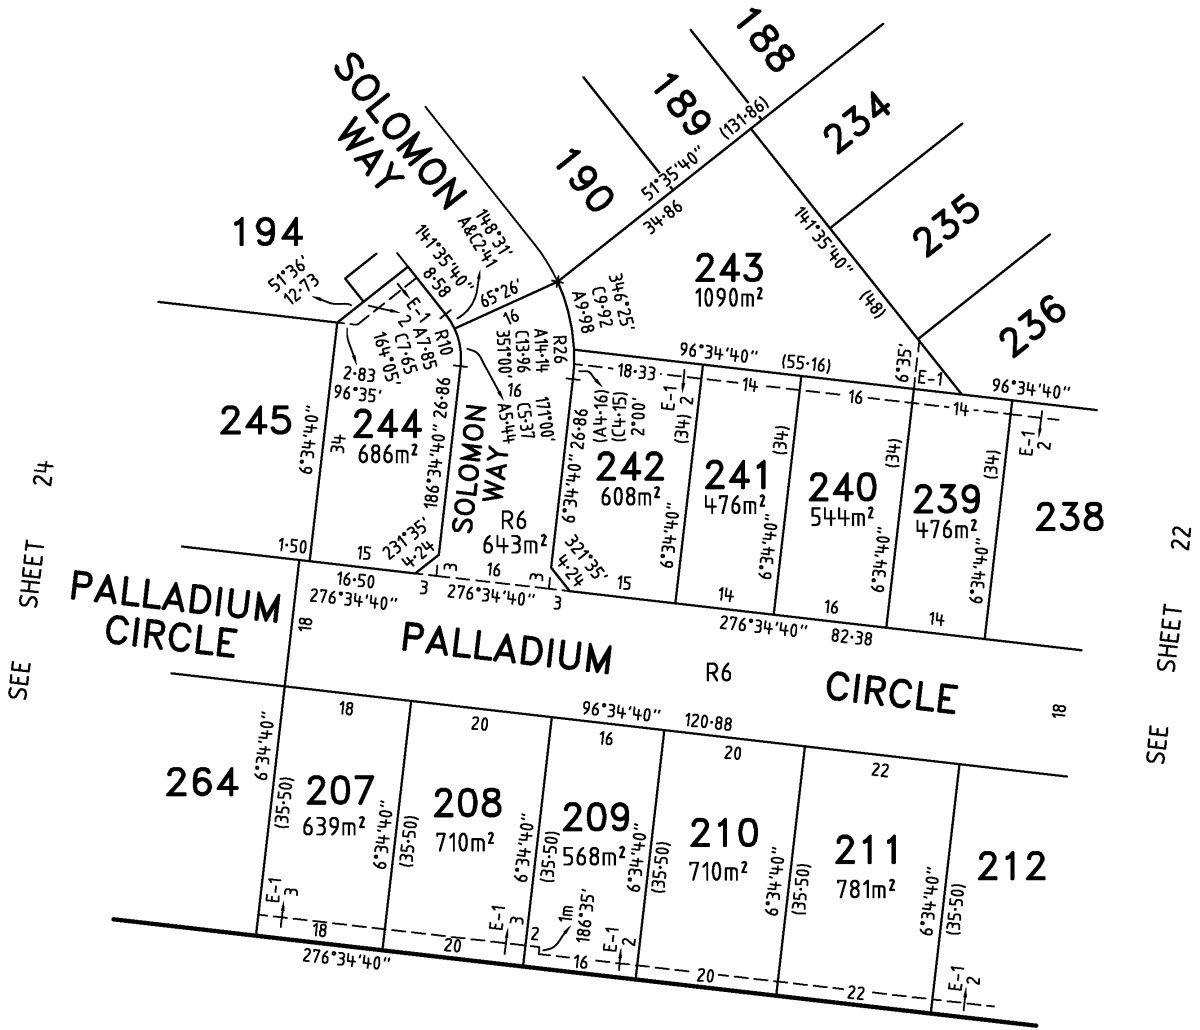 188
189
190
(131·86)
234
235
236
SOLOMON
WAY
51°35'40"
34·86
141°35'40"
(48)
194
51°36'
12·73
148°31'
A&C2·41
141°35'40"
8·58
65°26'
16
346°25'
C9·92
A9·98
243
1090m²
E-1
2
A7·85
C7·65
164°05'
R10
R26
A14·14
C13·96
351°00'
16
96°34'40"
(55·16)
6°35'
E-1
96°34'40"
2·83
96°35'
18·33
14
16
14
E-1
2
E-1
2
245
6°34'40"
34
244
686m²
186°34'40"
26·86
171°00'
C5·37
A5·44
SOLOMON
WAY
R6
643m²
6°34'40"
26·86
(A4·16)
(C4·15)
2°00'
242
608m²
(34)
6°34'40"
241
476m²
(34)
6°34'40"
240
544m²
(34)
6°34'40"
239
476m²
(34)
6°34'40"
238
SEE SHEET 24
SEE SHEET 22
1·50
15
231°35'
4·24
3
16
3
321°35'
4·24
15
16·50
276°34'40"
3
276°34'40"
3
14
16
14
276°34'40"
82·38
PALLADIUM
CIRCLE
18
PALLADIUM
R6
CIRCLE
18
96°34'40"
120·88
18
20
16
20
22
264
6°34'40"
(35·50)
207
639m²
6°34'40"
(35·50)
208
710m²
6°34'40"
(35·50)
209
568m²
6°34'40"
(35·50)
210
710m²
6°34'40"
(35·50)
211
781m²
6°34'40"
(35·50)
212
E-1
3
E-1
3
2
1m
186°35'
E-1
2
E-1
2
18
20
16
20
22
276°34'40"